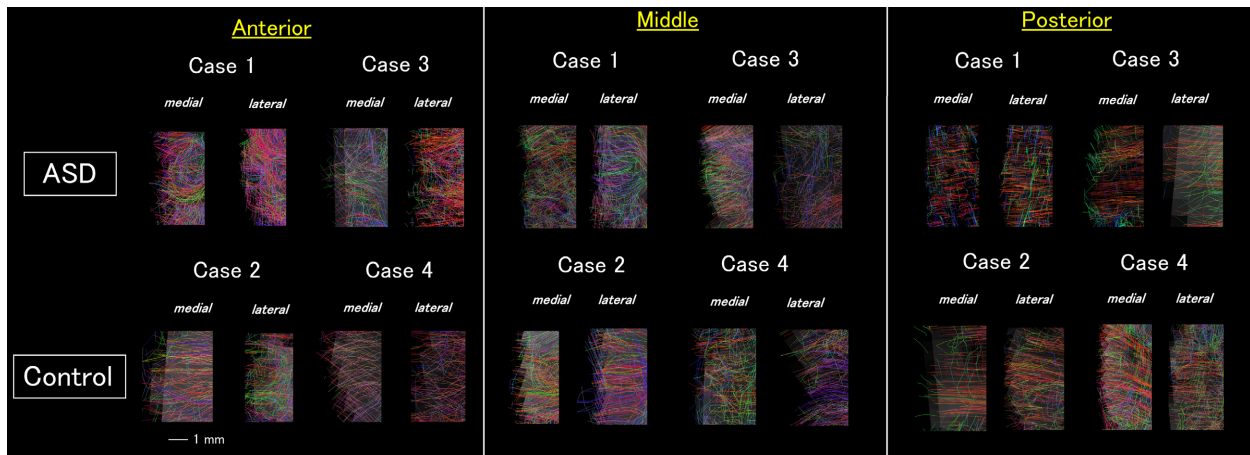 Anterior Middle Posterior
Case 1 Case 3 Case 1 Case 3 Case 1 Case 3
medial lateral medial lateral medial lateral medial lateral medial lateral medial lateral
ASD
Case 2 Case 4 Case 2 Case 4 Case 2 Case 4
medial lateral medial lateral medial lateral medial lateral medial lateral medial lateral
Control
1 mm